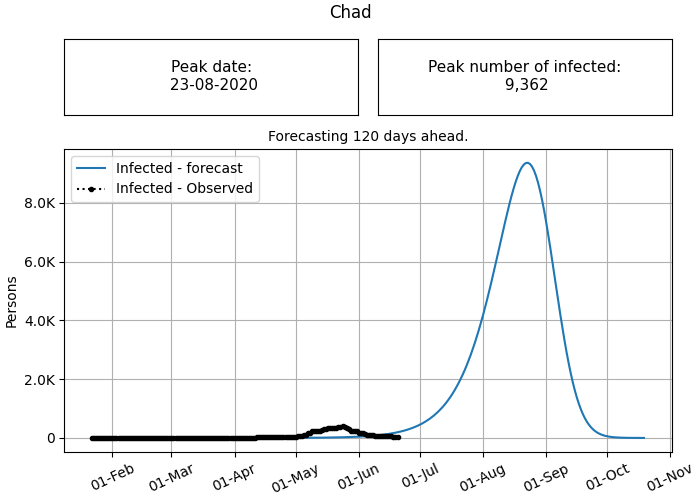 Chad
Peak date:
23-08-2020
Peak number of infected:
9,362
Forecasting 120 days ahead.
Infected - forecast
Infected - Observed
Persons
8.0K
6.0K
4.0K
2.0K
0
01-Feb
01-Mar
01-Apr
01-May
01-Jun
01-Jul
01-Aug
01-Sep
01-Oct
01-Nov